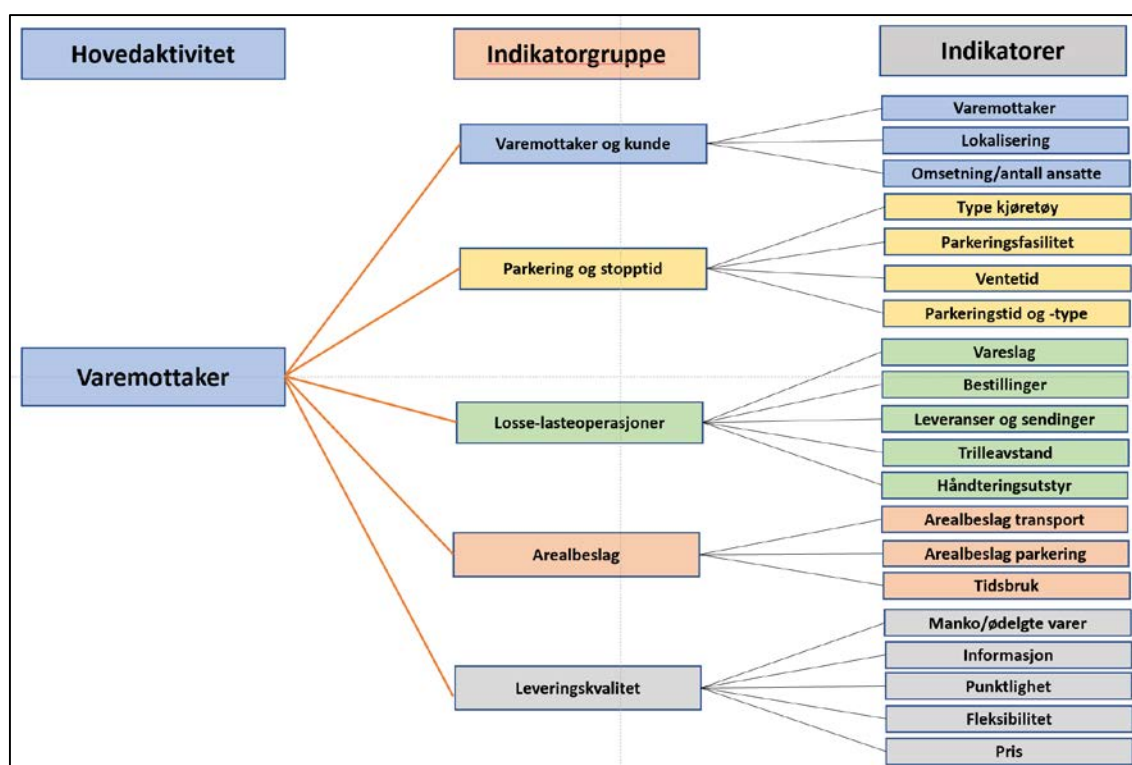 Hovedaktivitet
Indikatorgruppe
Indikatorer
Varemottaker
Varemottaker og kunde
Varemottaker
Lokalisering
Omsetning/antall ansatte
Parkering og stopptid
Type kjøretøy
Parkeringsfasilitet
Ventetid
Parkeringstid og -type
Losse-lasteoperasjoner
Vareslag
Bestillinger
Leveranser og sendinger
Trilleavstand
Håndteringsutstyr
Arealbeslag
Arealbeslag transport
Arealbeslag parkering
Tidsbruk
Leveringskvalitet
Manko/ødelgte varer
Informasjon
Punktlighet
Fleksibilitet
Pris